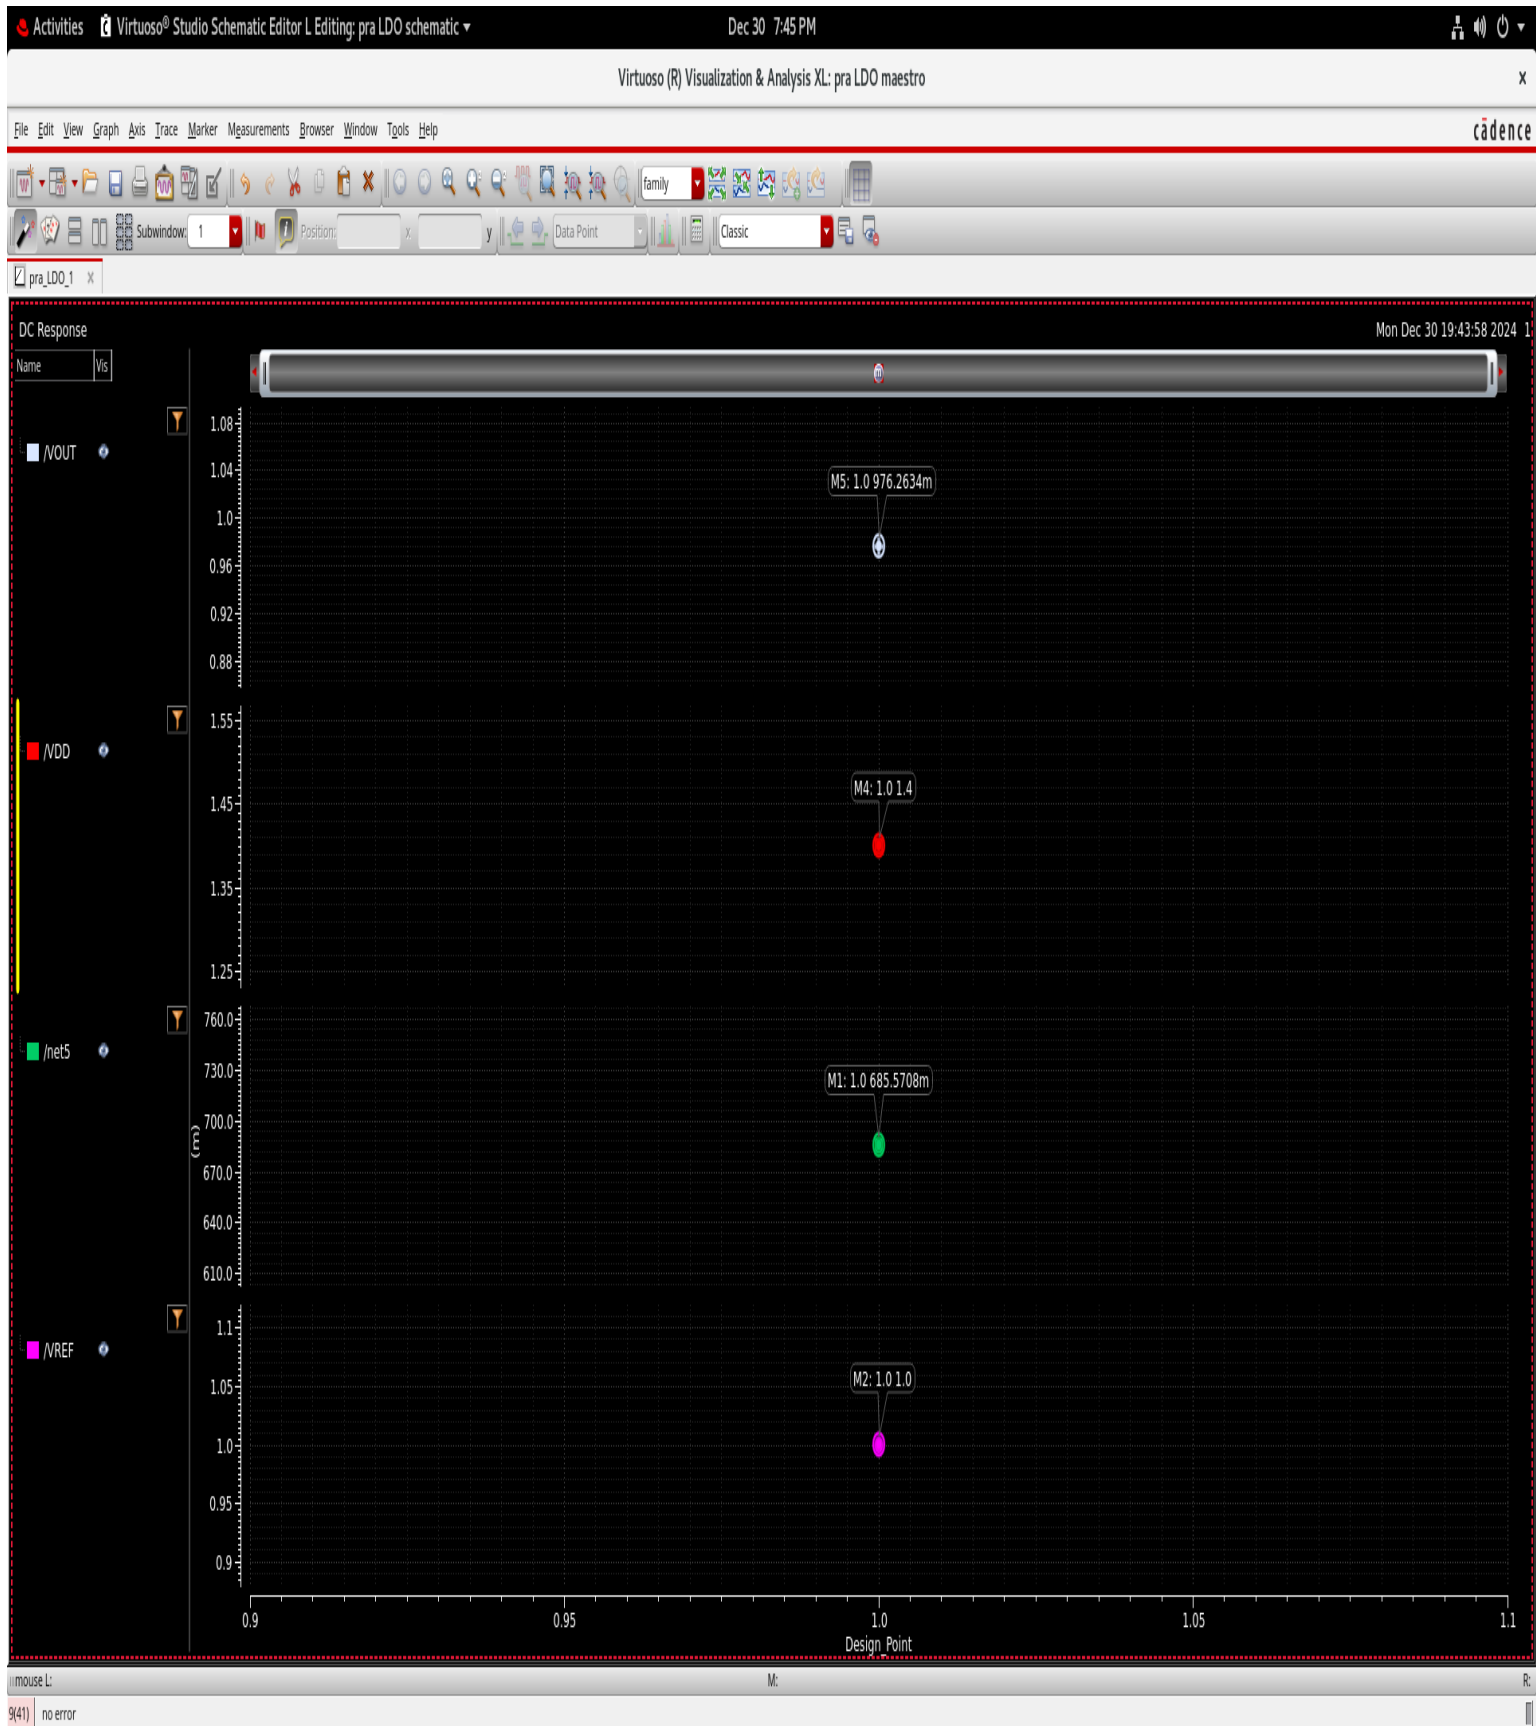 Activities Virtuoso® Studio Schematic Editor L Editing: pra LDO schematic Dec 30 7:45 PM
Virtuoso (R) Visualization & Analysis XL: pra LDO maestro x
File Edit View Graph Axis Trace Marker Measurements Browser Window Tools Help cādence
family
Subwindow: 1 Position: x y Data Point Classic
pra_LDO_1 x
DC Response Mon Dec 30 19:43:58 2024 1
Name Vis
/VOUT
1.08
1.04
1.0
0.96
0.92
0.88
M5: 1.0 976.2634m
/VDD
1.55
1.45
1.35
1.25
M4: 1.0 1.4
/net5
760.0
730.0
700.0
670.0
640.0
610.0
(m)
M1: 1.0 685.5708m
/VREF
1.1
1.05
1.0
0.95
0.9
M2: 1.0 1.0
0.9 0.95 1.0 1.05 1.1
Design_Point
mouse L: M: R:
9(41) no error